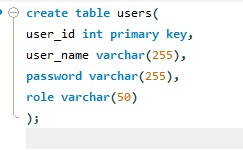 create table users(
user_id int primary key,
user_name varchar(255),
password varchar(255),
role varchar(50)
);